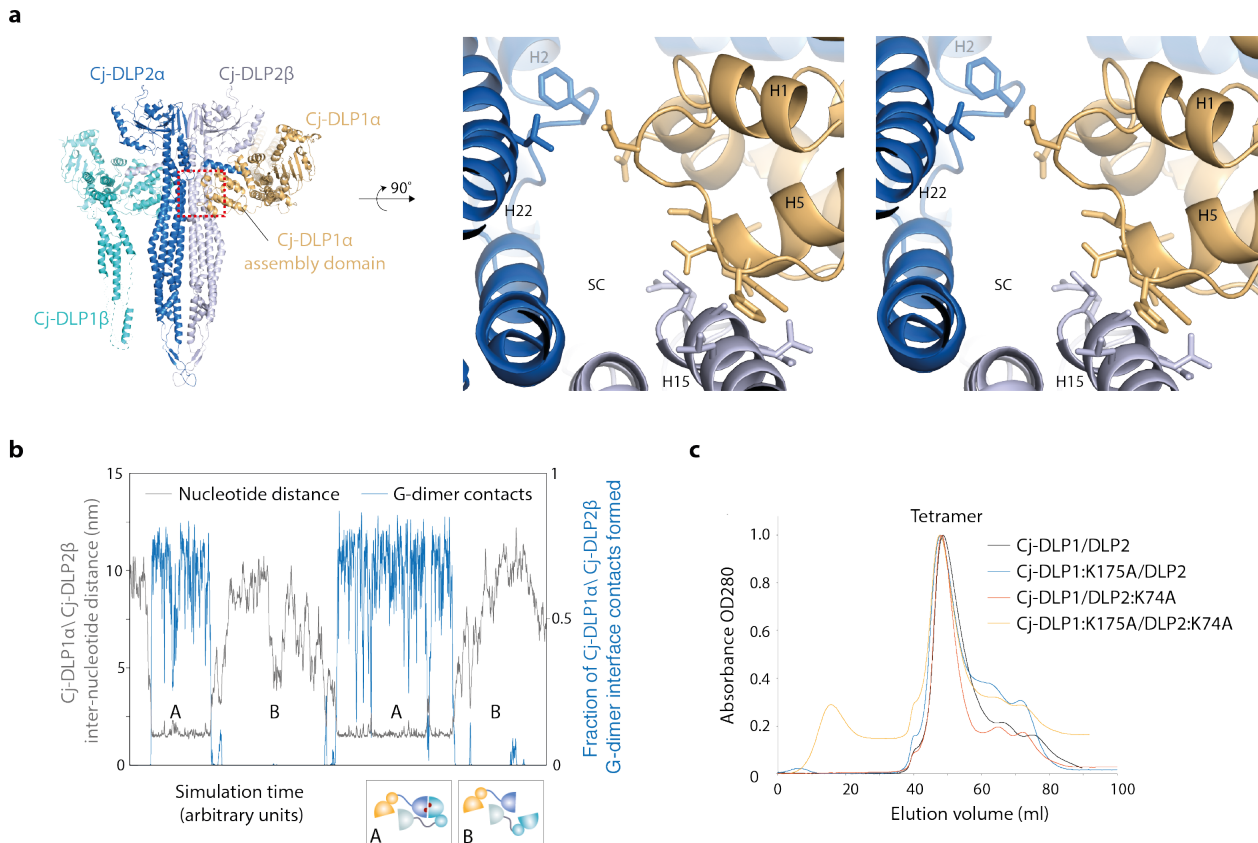 a
Cj-DLP2α
Cj-DLP2β
Cj-DLP1α
90°
Cj-DLP1α
assembly domain
Cj-DLP1β
H2
H1
H22
H5
SC
H15
H2
H1
H22
H5
SC
H15
b
15
10
5
0
Cj-DLP1α\ Cj-DLP2β
inter-nucleotide distance (nm)
Nucleotide distance
G-dimer contacts
A
B
A
B
1
0.5
0
Fraction of Cj-DLP1α\ Cj-DLP2β
G-dimer interface contacts formed
Simulation time
(arbitrary units)
A
B
c
Tetramer
Cj-DLP1/DLP2
Cj-DLP1:K175A/DLP2
Cj-DLP1/DLP2:K74A
Cj-DLP1:K175A/DLP2:K74A
Absorbance OD280
1.0
0.8
0.6
0.4
0.2
0
0
20
40
60
80
100
Elution volume (ml)